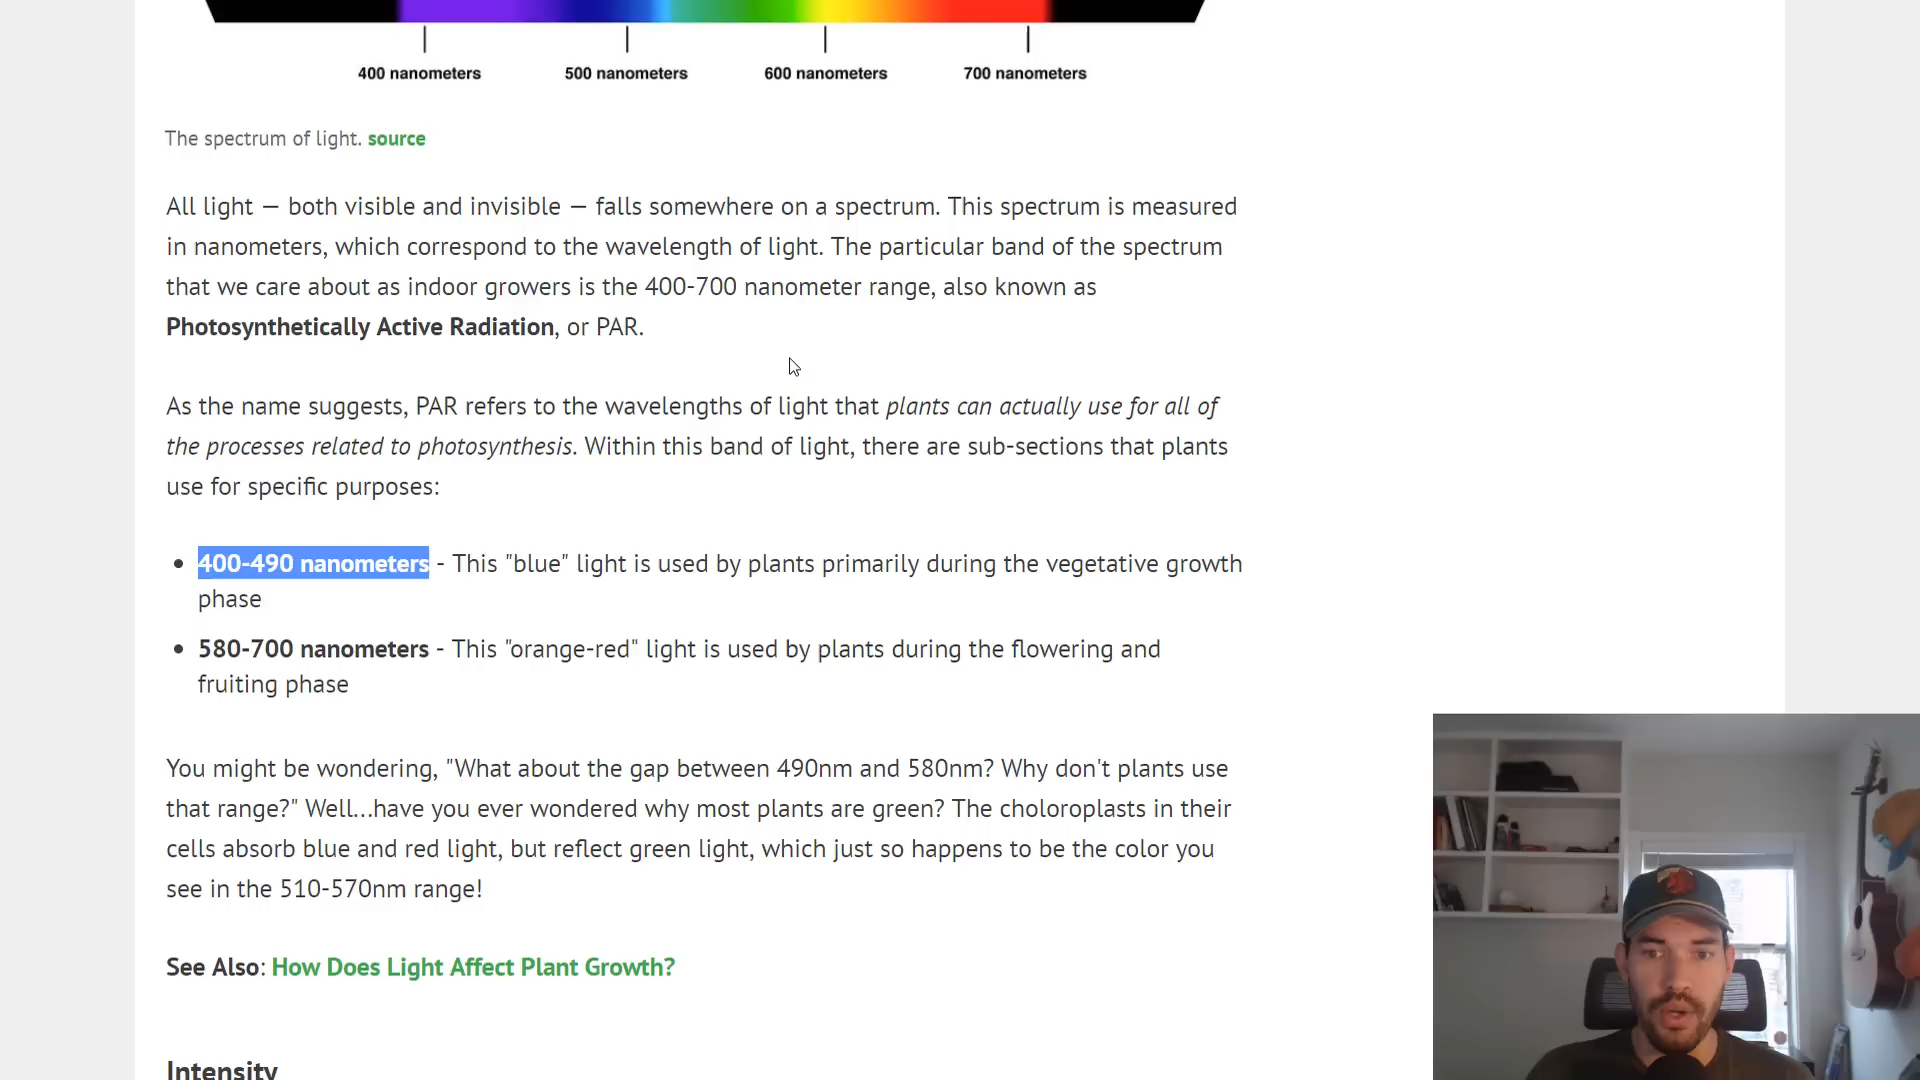 400 nanometers 500 nanometers 600 nanometers 700 nanometers
The spectrum of light. source
All light — both visible and invisible — falls somewhere on a spectrum. This spectrum is measured
in nanometers, which correspond to the wavelength of light. The particular band of the spectrum
that we care about as indoor growers is the 400-700 nanometer range, also known as
Photosynthetically Active Radiation, or PAR.
As the name suggests, PAR refers to the wavelengths of light that plants can actually use for all of
the processes related to photosynthesis. Within this band of light, there are sub-sections that plants
use for specific purposes:
• 400-490 nanometers - This "blue" light is used by plants primarily during the vegetative growth
phase
• 580-700 nanometers - This "orange-red" light is used by plants during the flowering and
fruiting phase
You might be wondering, "What about the gap between 490nm and 580nm? Why don't plants use
that range?" Well...have you ever wondered why most plants are green? The choloroplasts in their
cells absorb blue and red light, but reflect green light, which just so happens to be the color you
see in the 510-570nm range!
See Also: How Does Light Affect Plant Growth?
Intensity